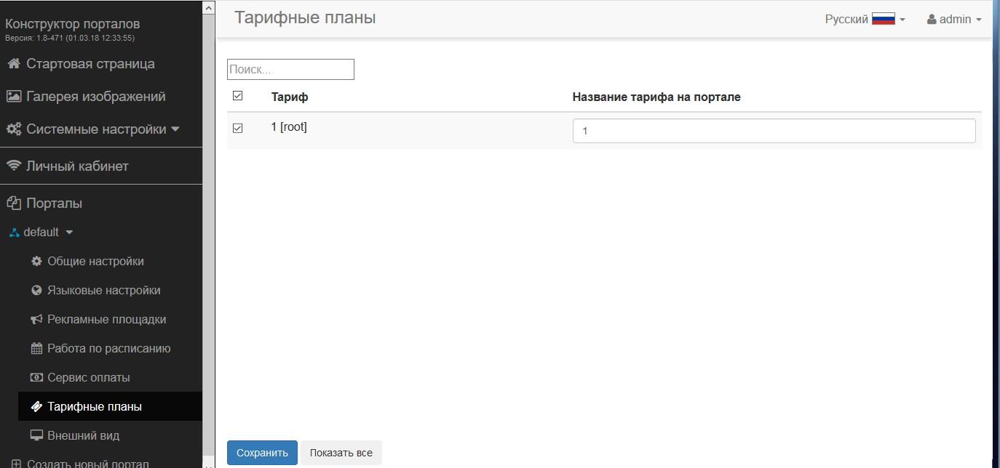 Конструктор порталов
Версия: 1.8-471 (01.03.18 12:33:55)
Стартовая страница
Галерея изображений
Системные настройки
Личный кабинет
Порталы
default
Общие настройки
Языковые настройки
Рекламные площадки
Работа по расписанию
Сервис оплаты
Тарифные планы
Внешний вид
Создать новый портал
Тарифные планы
Русский
admin
Поиск...
Тариф Название тарифа на портале
1 [root] 1
Сохранить Показать все